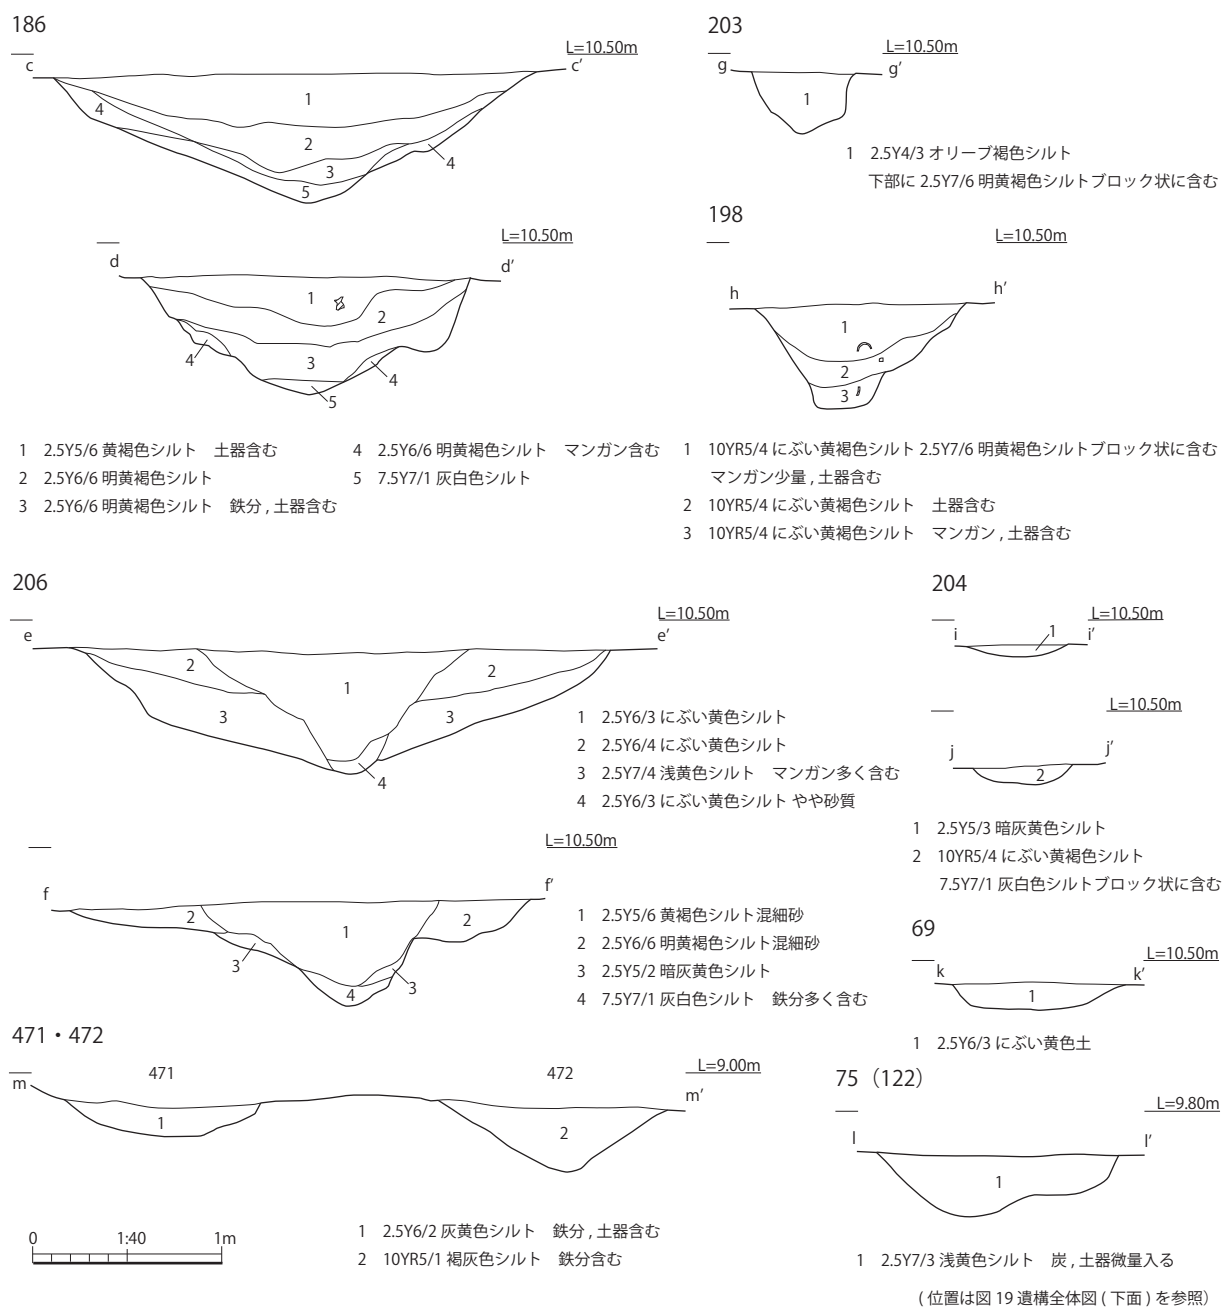 186
L=10.50m
c c′
1
4
2
3
4
5
L=10.50m
d d′
1
2
4
3
4
5
1 2.5Y5/6 黄褐色シルト　土器含む
2 2.5Y6/6 明黄褐色シルト
3 2.5Y6/6 明黄褐色シルト　鉄分 , 土器含む
4 2.5Y6/6 明黄褐色シルト　マンガン含む
5 7.5Y7/1 灰白色シルト
203
L=10.50m
g g′
1
1 2.5Y4/3 オリーブ褐色シルト
下部に 2.5Y7/6 明黄褐色シルトブロック状に含む
198
L=10.50m
h h′
1
2
3
1 10YR5/4 にぶい黄褐色シルト 2.5Y7/6 明黄褐色シルトブロック状に含む
マンガン少量 , 土器含む
2 10YR5/4 にぶい黄褐色シルト　土器含む
3 10YR5/4 にぶい黄褐色シルト　マンガン , 土器含む
206
L=10.50m
e e′
2
1
2
3
3
4
1 2.5Y6/3 にぶい黄色シルト
2 2.5Y6/4 にぶい黄色シルト
3 2.5Y7/4 浅黄色シルト　マンガン多く含む
4 2.5Y6/3 にぶい黄色シルト やや砂質
L=10.50m
f f′
2
1
2
3
4
3
1 2.5Y5/6 黄褐色シルト混細砂
2 2.5Y6/6 明黄褐色シルト混細砂
3 2.5Y5/2 暗灰黄色シルト
4 7.5Y7/1 灰白色シルト　鉄分多く含む
204
L=10.50m
i 1 i′
L=10.50m
j j′
2
1 2.5Y5/3 暗灰黄色シルト
2 10YR5/4 にぶい黄褐色シルト
7.5Y7/1 灰白色シルトブロック状に含む
69
L=10.50m
k k′
1
1 2.5Y6/3 にぶい黄色土
471・472
L=9.00m
m 471 472 m′
1
2
0 1:40 1m
1 2.5Y6/2 灰黄色シルト　鉄分 , 土器含む
2 10YR5/1 褐灰色シルト　鉄分含む
75（122）
L=9.80m
l l′
1
1 2.5Y7/3 浅黄色シルト　炭 , 土器微量入る
( 位置は図 19 遺構全体図 ( 下面 ) を参照）